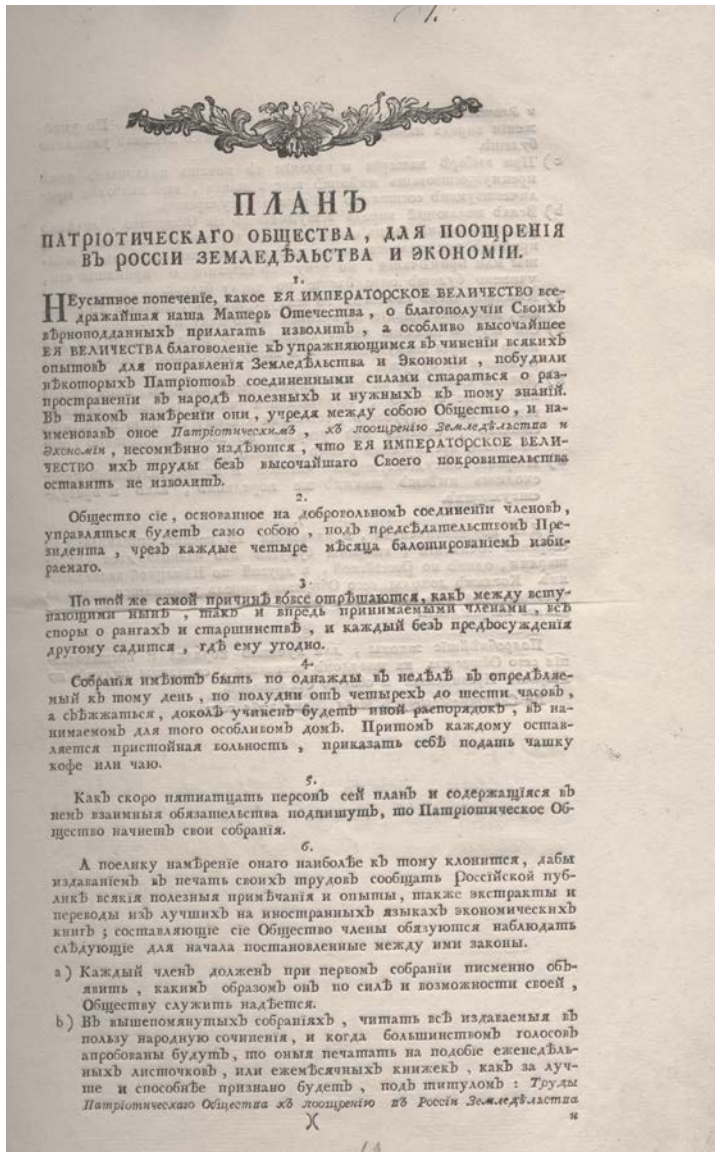 1.
ПЛАНЪ
ПАТРІОТИЧЕСКАГО ОБЩЕСТВА , ДЛЯ ПООЩРЕНІЯ
ВЪ РОССІИ ЗЕМЛЕДѢЛЬСТВА И ЭКОНОМІИ.
1.
НЕусыпное попеченіе, какое ЕЯ ИМПЕРАТОРСКОЕ ВЕЛИЧЕСТВО все-
дражайшая наша Матерь Отечества , о благополучіи Своихъ
вѣрноподданныхъ прилагать изволитъ , а особливо высочайшее
ЕЯ ВЕЛИЧЕСТВА благоволеніе къ упражняющимся въ чиненіи всякихъ
опытовъ для поправленія Земледѣльства и Экономіи , побудили
нѣкоторыхъ Патріотовъ соединенными силами стараться о раз-
пространеніи въ народѣ полезныхъ и нужныхъ къ тому знаній.
Въ такомъ намѣреніи они , учредя между собою Общество, и на-
именовавъ оное Патріотическимъ , къ поощренію Земледѣльства и
Экономіи , несомнѣнно надѣются , что ЕЯ ИМПЕРАТОРСКОЕ ВЕЛИ-
ЧЕСТВО ихъ труды безъ высочайшаго Своего покровительства
оставить не изволитъ.
2.
Общество сіе , основанное на добровольномъ соединеніи членовъ ,
управляться будетъ само собою , подъ предсѣдательствомъ Пре-
зидента , чрезъ каждые четыре мѣсяца балотированіемъ изби-
раемаго.
3.
По той же самой причинѣ вовсе отрѣшаются, какъ между всту-
пающими нынѣ , такъ и впредь принимаемыми членами , всѣ
споры о рангахъ и старшинствѣ , и каждый безъ предъосужденія
другому садится , гдѣ ему угодно.
4.
Собранія имѣютъ быть по однажды въ недѣлѣ въ опредѣляе-
мый къ тому день , по полудни отъ четырехъ до шести часовъ ,
а съѣжжаться , доколѣ учиненъ будетъ иной распорядокъ , въ на-
нимаемомъ для того особливомъ домѣ. Притомъ каждому остав-
ляется пристойная вольность , приказать себѣ подать чашку
кофе или чаю.
5.
Какъ скоро пятнатцать персонъ сей планъ и содержащіяся въ
немъ взаимныя обязательства подпишутъ, то Патріотическое Об-
щество начнетъ свои собранія.
6.
А поелику намѣреніе онаго наиболѣе къ тому клонится , дабы
издаваніемъ въ печать своихъ трудовъ сообщать Россійской пуб-
ликѣ всякія полезныя примѣчанія и опыты , также экстракты и
переводы изъ лучшихъ на иностранныхъ языкахъ экономическихъ
книгъ ; составляющіе сіе Общество члены обязуются наблюдать
слѣдующіе для начала постановленные между ими законы.
a) Каждый членъ долженъ при первомъ собраніи писменно объ-
явить , какимъ образомъ онъ по силѣ и возможности своей ,
Обществу служить надѣется.
b) Въ вышепомянутыхъ собраніяхъ , читать всѣ издаваемыя въ
пользу народную сочиненія , и когда большинствомъ голосовъ
апробованы будутъ , то оныя печатать на подобіе еженедѣль-
ныхъ листочковъ , или ежемѣсячныхъ книжекъ , какъ за луч-
ше и способнѣе признано будетъ , подъ титуломъ : Труды
Патріотическаго Общества къ поощренію въ Россіи Земледѣльства
)( и